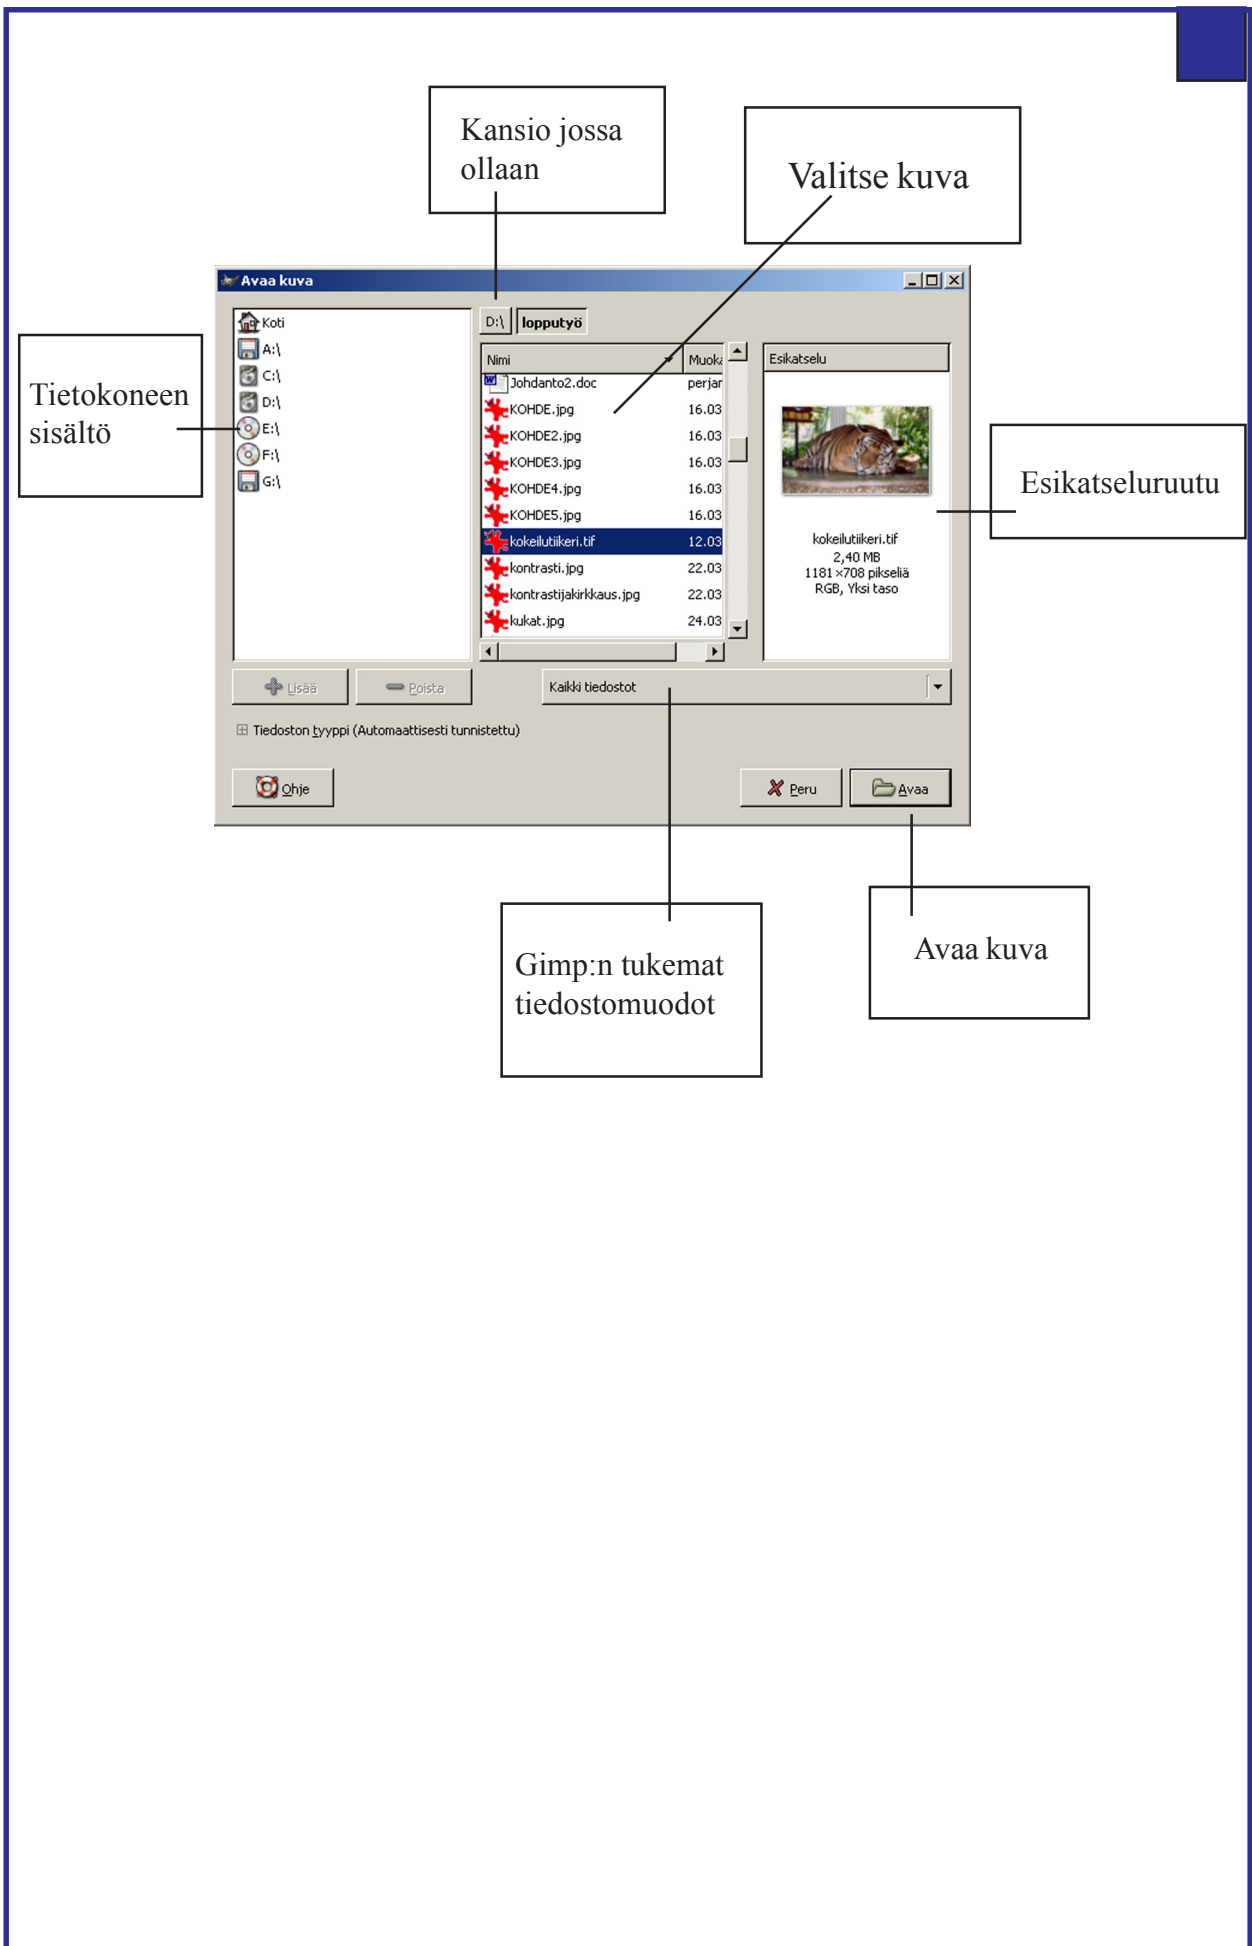 Kansio jossa
ollaan
Valitse kuva
Avaa kuva
Koti
A:\
C:\
D:\
E:\
F:\
G:\
Tietokoneen
sisältö
D:\ lopputyö
Nimi Muoka
Johdanto2.doc perjan
KOHDE.jpg 16.03
KOHDE2.jpg 16.03
KOHDE3.jpg 16.03
KOHDE4.jpg 16.03
KOHDE5.jpg 16.03
kokeilutiikeri.tif 12.03
kontrasti.jpg 22.03
kontrastijakirkkaus.jpg 22.03
kukat.jpg 24.03
Esikatselu
kokeilutiikeri.tif
2,40 MB
1181 ×708 pikseliä
RGB, Yksi taso
Esikatseluruutu
Lisää Poista Kaikki tiedostot
Tiedoston tyyppi (Automaattisesti tunnistettu)
Ohje Peru Avaa
Gimp:n tukemat
tiedostomuodot
Avaa kuva